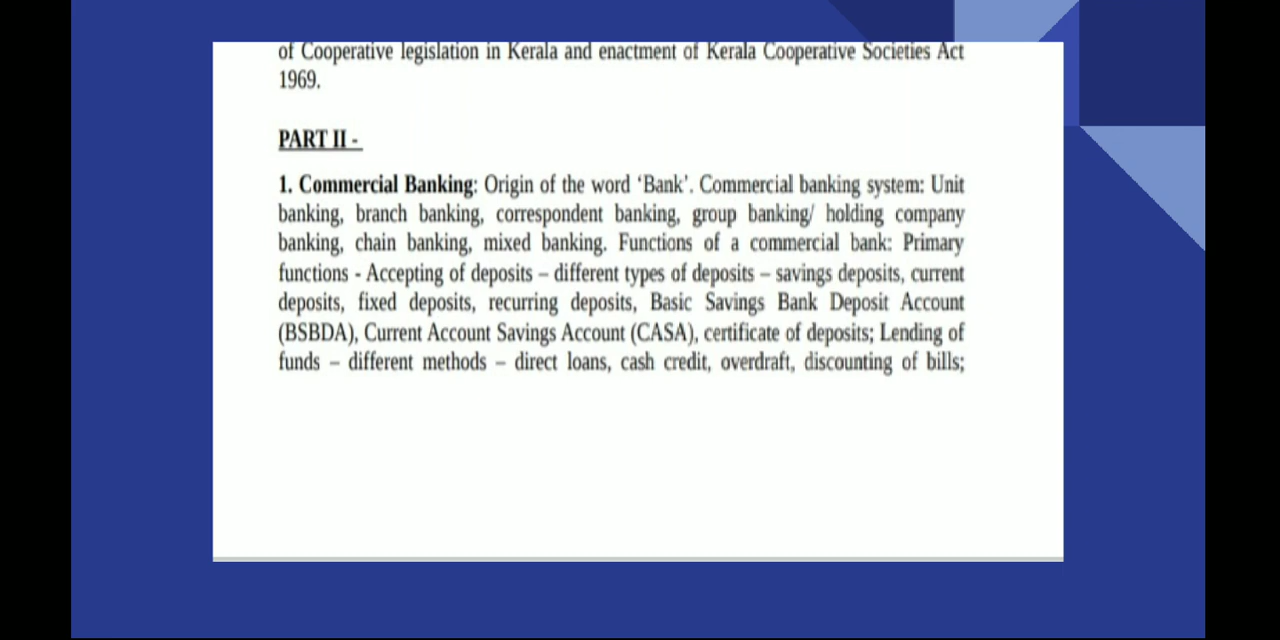 of Cooperative legislation in Kerala and enactment of Kerala Cooperative Societies Act
1969.
PART II -
1. Commercial Banking: Origin of the word ‘Bank’. Commercial banking system: Unit
banking, branch banking, correspondent banking, group banking/ holding company
banking, chain banking, mixed banking. Functions of a commercial bank: Primary
functions - Accepting of deposits – different types of deposits – savings deposits, current
deposits, fixed deposits, recurring deposits, Basic Savings Bank Deposit Account
(BSBDA), Current Account Savings Account (CASA), certificate of deposits; Lending of
funds – different methods – direct loans, cash credit, overdraft, discounting of bills;